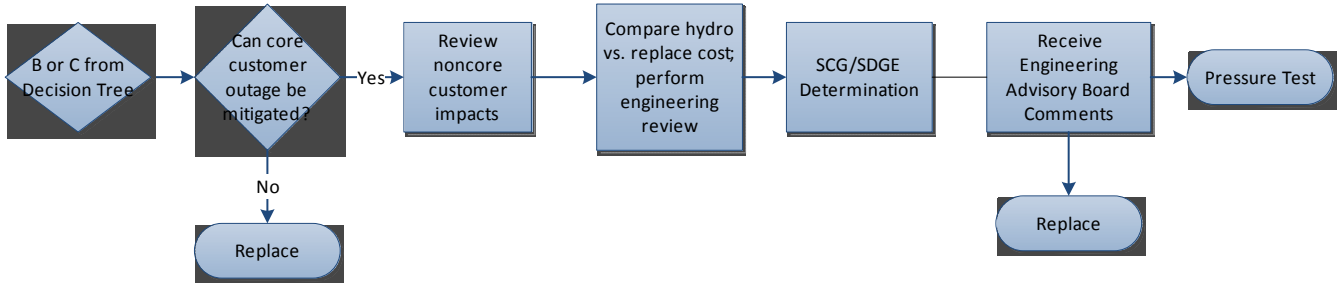 B or C from
Decision Tree
Can core
customer
outage be
mitigated?
Yes
No
Replace
Review
noncore
customer
impacts
Compare hydro
vs. replace cost;
perform
engineering
review
SCG/SDGE
Determination
Receive
Engineering
Advisory Board
Comments
Replace
Pressure Test